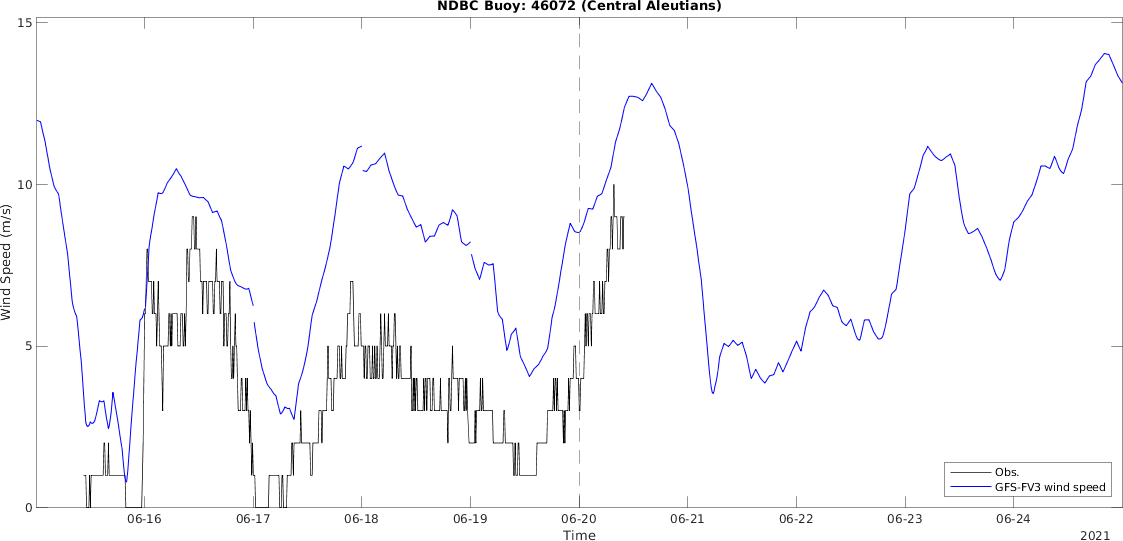 NDBC Buoy: 46072 (Central Aleutians)
15
10
5
0
Wind Speed (m/s)
06-16 06-17 06-18 06-19 06-20 06-21 06-22 06-23 06-24
Time
2021
Obs.
GFS-FV3 wind speed